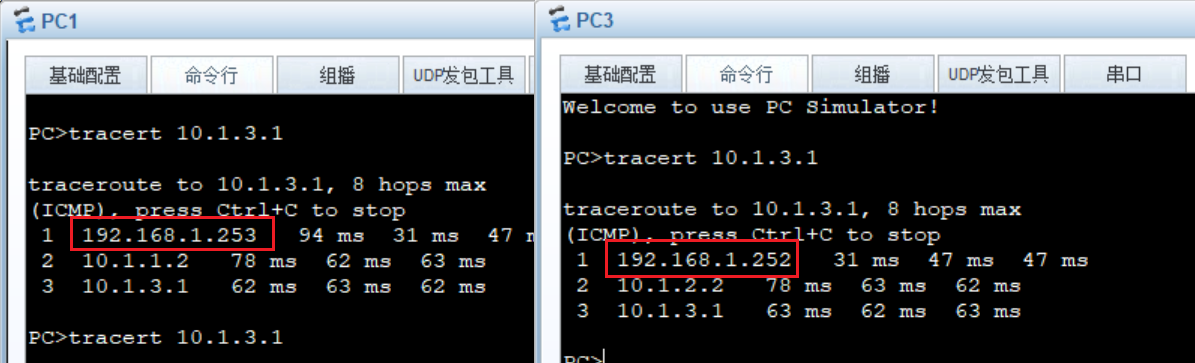 PC1
基础配置 命令行 组播 UDP发包工具
PC>tracert 10.1.3.1
traceroute to 10.1.3.1, 8 hops max
(ICMP), press Ctrl+C to stop
1 192.168.1.253 94 ms 31 ms 47
2 10.1.1.2 78 ms 62 ms 63 ms
3 10.1.3.1 62 ms 63 ms 62 ms
PC>tracert 10.1.3.1
PC3
基础配置 命令行 组播 UDP发包工具 串口
Welcome to use PC Simulator!
PC>tracert 10.1.3.1
traceroute to 10.1.3.1, 8 hops max
(ICMP), press Ctrl+C to stop
1 192.168.1.252 31 ms 47 ms 47 ms
2 10.1.2.2 78 ms 63 ms 62 ms
3 10.1.3.1 63 ms 62 ms 63 ms
PC>